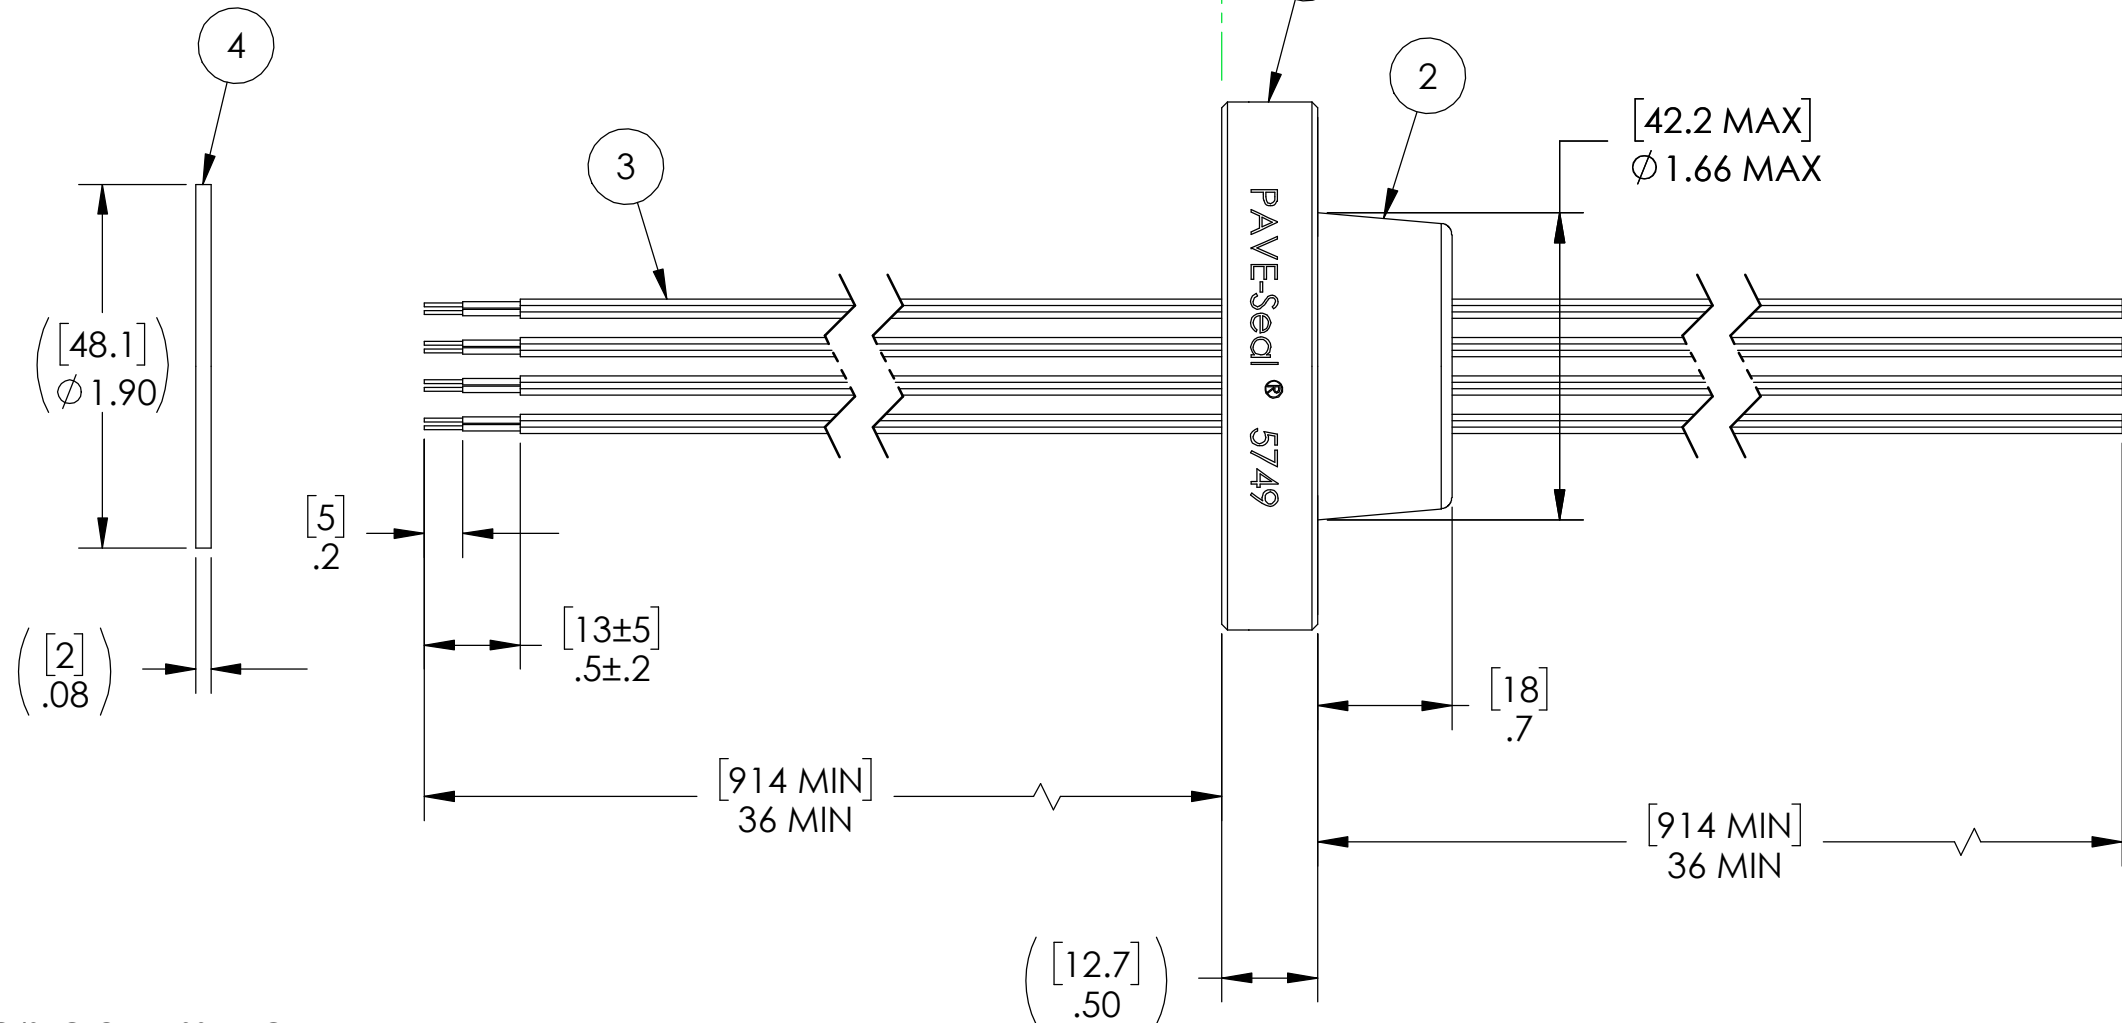 4
3
2
[42.2 MAX]
∅1.66 MAX
PAVE-Seal ® 5749
([48.1]
∅1.90)
[5]
.2
[13±5]
.5±.2
([2]
.08)
[18]
.7
[914 MIN]
36 MIN
[914 MIN]
36 MIN
([12.7]
.50)